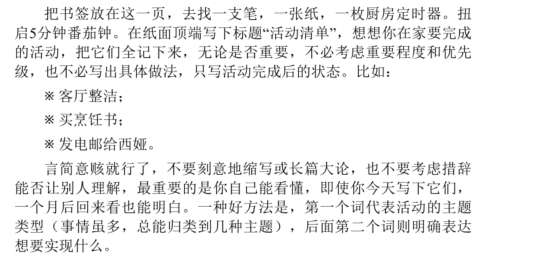 把书签放在这一页，去找一支笔，一张纸，一枚厨房定时器。扭
启5分钟番茄钟。在纸面顶端写下标题“活动清单”，想想你在家要完成
的活动，把它们全记下来，无论是否重要，不必考虑重要程度和优先
级，也不必写出具体做法，只写活动完成后的状态。比如：
※ 客厅整洁；
※ 买烹饪书；
※ 发电邮给西娅。
言简意赅就行了，不要刻意地缩写或长篇大论，也不要考虑措辞
能否让别人理解，最重要的是你自己能看懂，即使你今天写下它们，
一个月后回来看也能明白。一种好方法是，第一个词代表活动的主题
类型（事情虽多，总能归类到几种主题），后面第二个词则明确表达
想要实现什么。